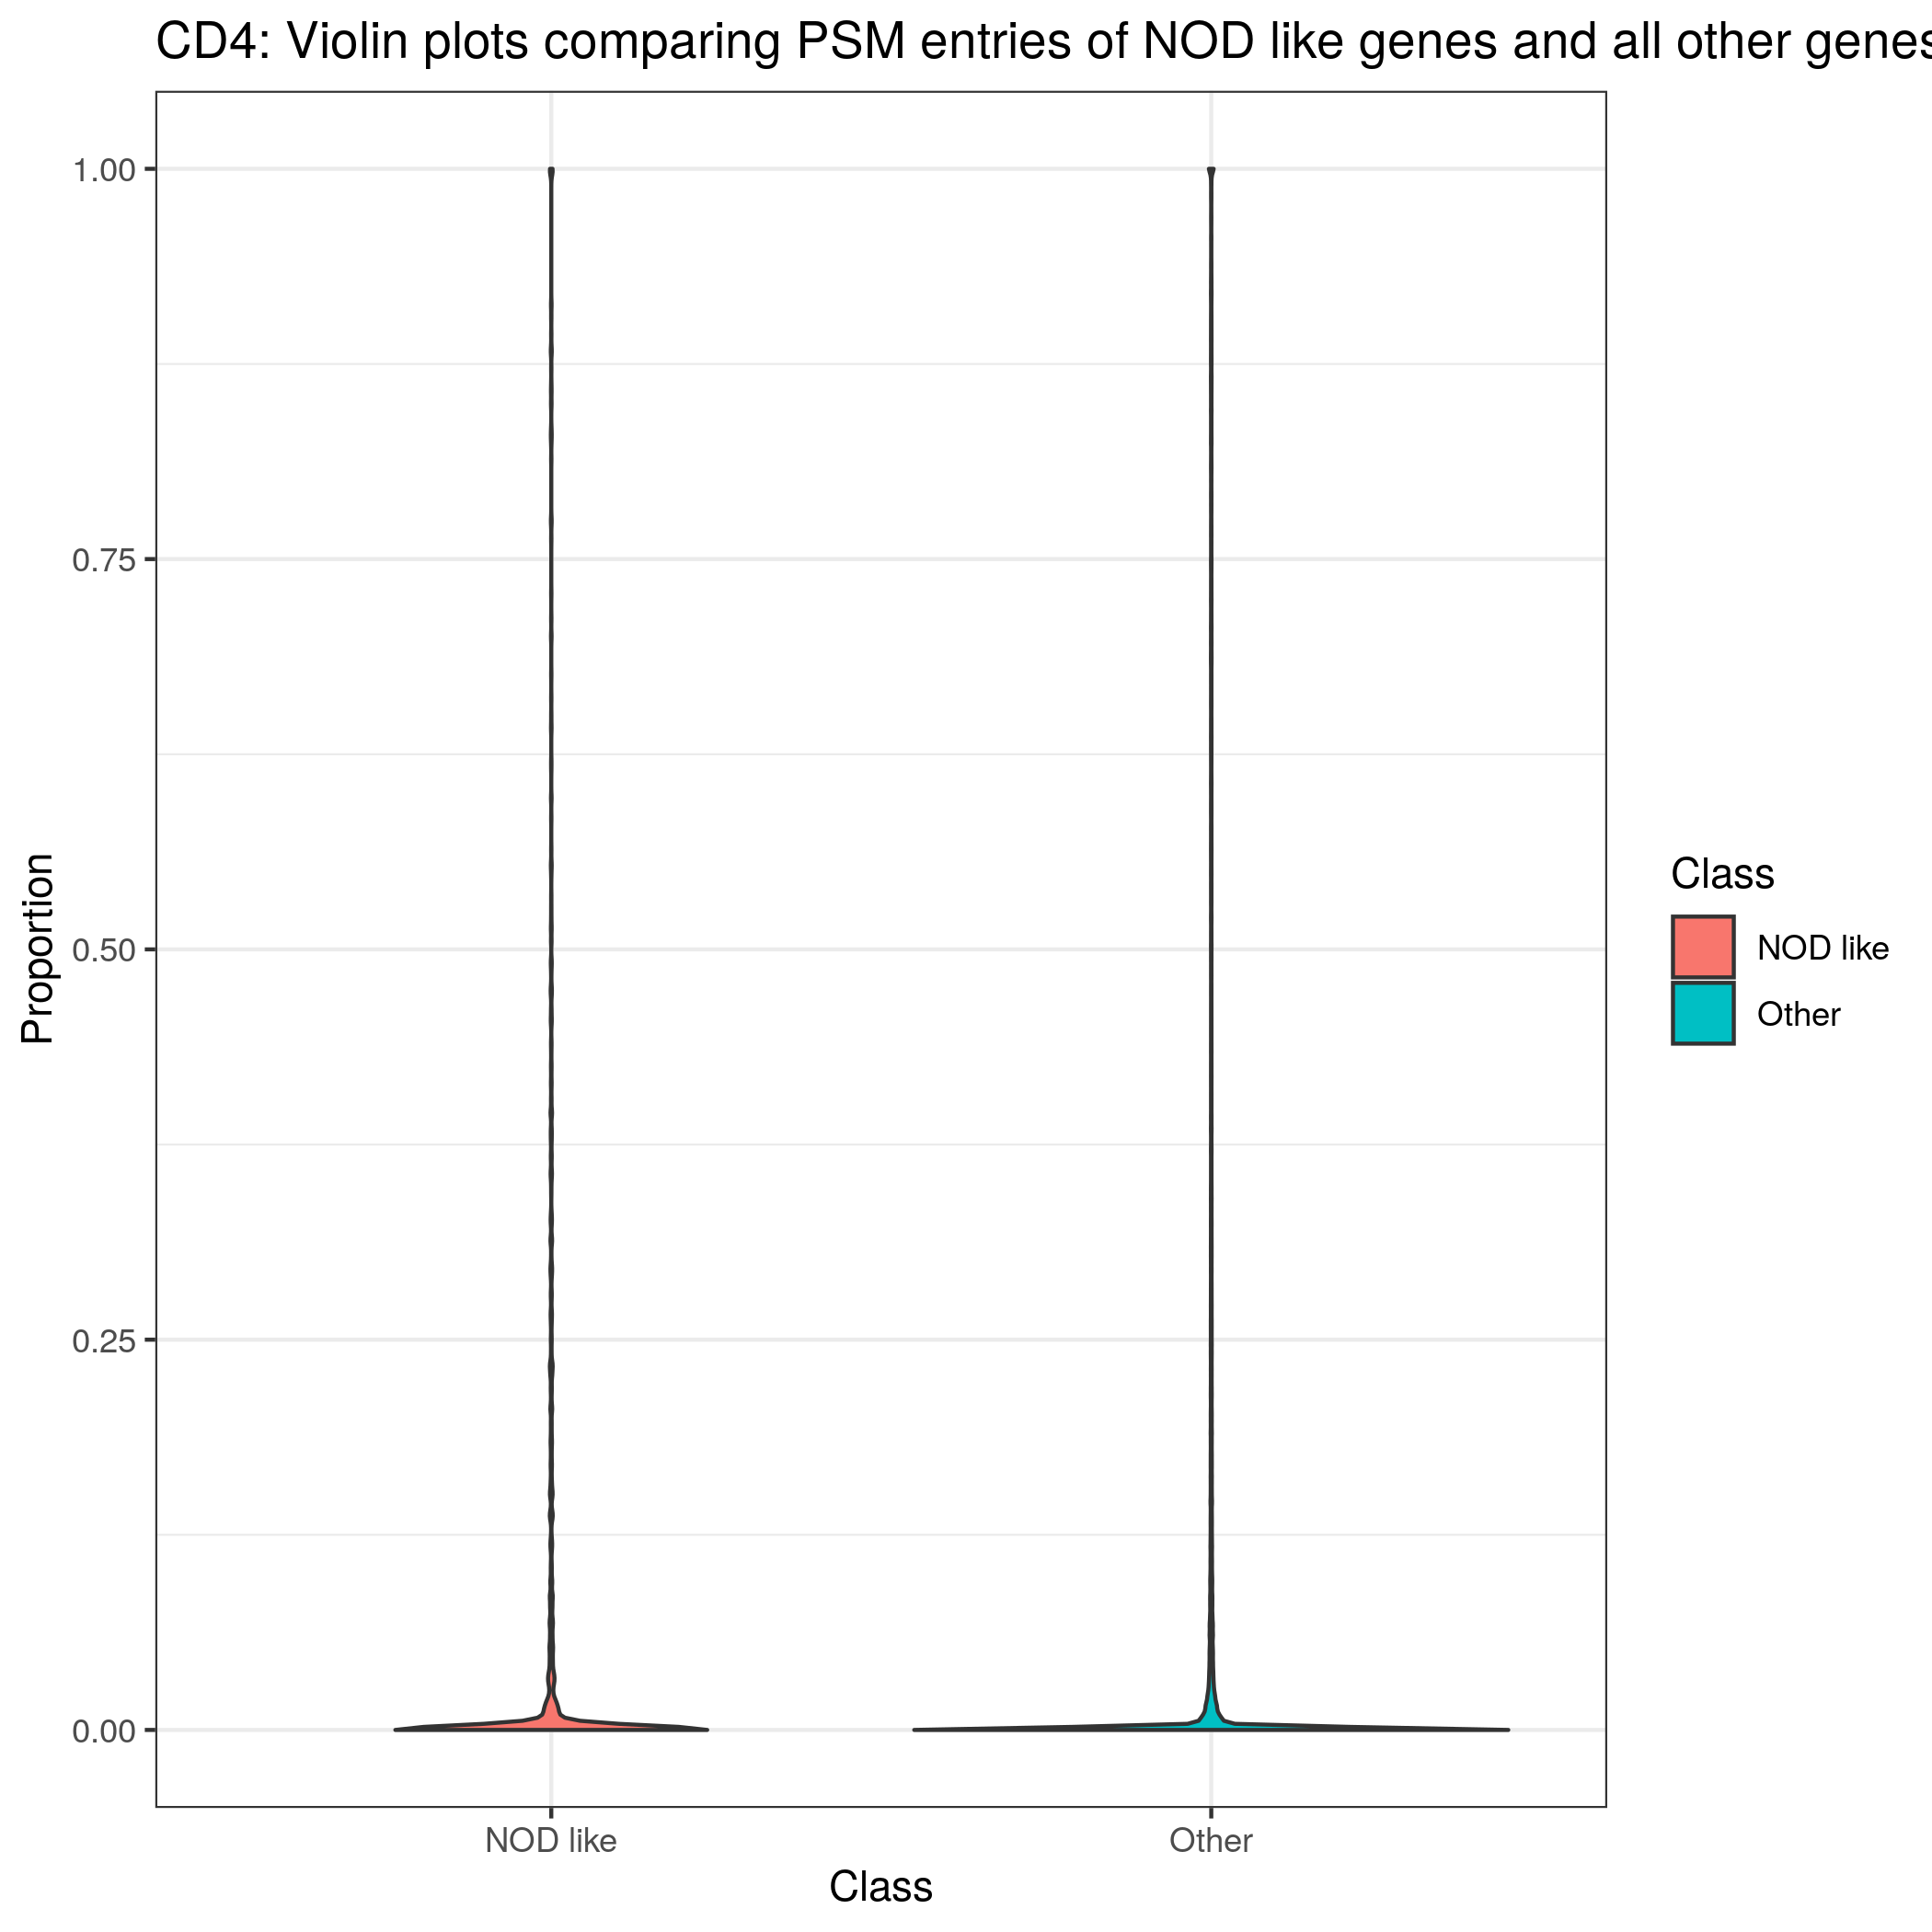 CD4: Violin plots comparing PSM entries of NOD like genes and all other genes
1.00
0.75
0.50
0.25
0.00
Proportion
NOD like
Other
Class
Class
NOD like
Other